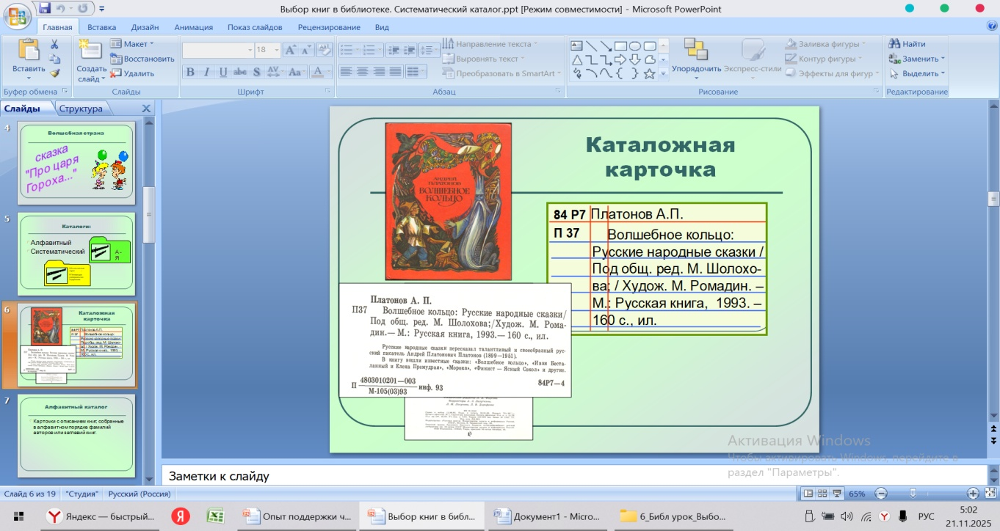 Выбор книг в библиотеке. Систематический каталог.ppt [Режим совместимости] - Microsoft PowerPoint
Главная Вставка Дизайн Анимация Показ слайдов Рецензирование Вид
Вставить
Буфер обмена
Создать слайд
Макет
Восстановить
Удалить
Слайды
18
Шрифт
Направление текста
Выровнять текст
Преобразовать в SmartArt
Абзац
Упорядочить
Экспресс-стили
Заливка фигуры
Контур фигуры
Эффекты для фигур
Рисование
Найти
Заменить
Выделить
Редактирование
Слайды Структура
4
Волшебная страна
сказка
"Про царя
Гороха..."
5
Каталоги:
Алфавитный
Систематический
А -
Я
6
Каталожная
карточка
7
Алфавитный каталог
Карточки с описанием книг, собранные
в алфавитном порядке фамилий
авторов или заглавий книг.
АНДРЕЙ
ПЛАТОНОВ
ВОЛШЕБНОЕ
КОЛЬЦО
Каталожная
карточка
84 Р7 Платонов А.П.
П 37 Волшебное кольцо:
Русские народные сказки /
Под общ. ред. М. Шолохо-
ва; / Худож. М. Ромадин. –
М.: Русская книга, 1993. –
160 с., ил.
Платонов А. П.
П37 Волшебное кольцо: Русские народные сказки/
Под общ. ред. М. Шолохова;/Худож. М. Рома-
дин.— М.: Русская книга, 1993.— 160 с., ил.
Русские народные сказки пересказал талантливый и своеобразный рус-
ский писатель Андрей Платонович Платонов (1899—1951).
В книгу вошли известные сказки: «Волшебное кольцо», «Иван Беста-
ланный и Елена Премудрая», «Морока», «Финист — Ясный Сокол» и другие.
П 4803010201—003
М-105(03)93 инф. 93
84Р7—4
Активация Windows
Чтобы активировать Windows, перейдите в
раздел "Параметры".
Заметки к слайду
Слайд 6 из 19 "Студия" Русский (Россия) 65%
Яндекс — быстрый... Я Опыт поддержки ч... Выбор книг в библ... Документ1 - Micro... 6_Библ урок_Выбо... РУС 5:02
21.11.2025